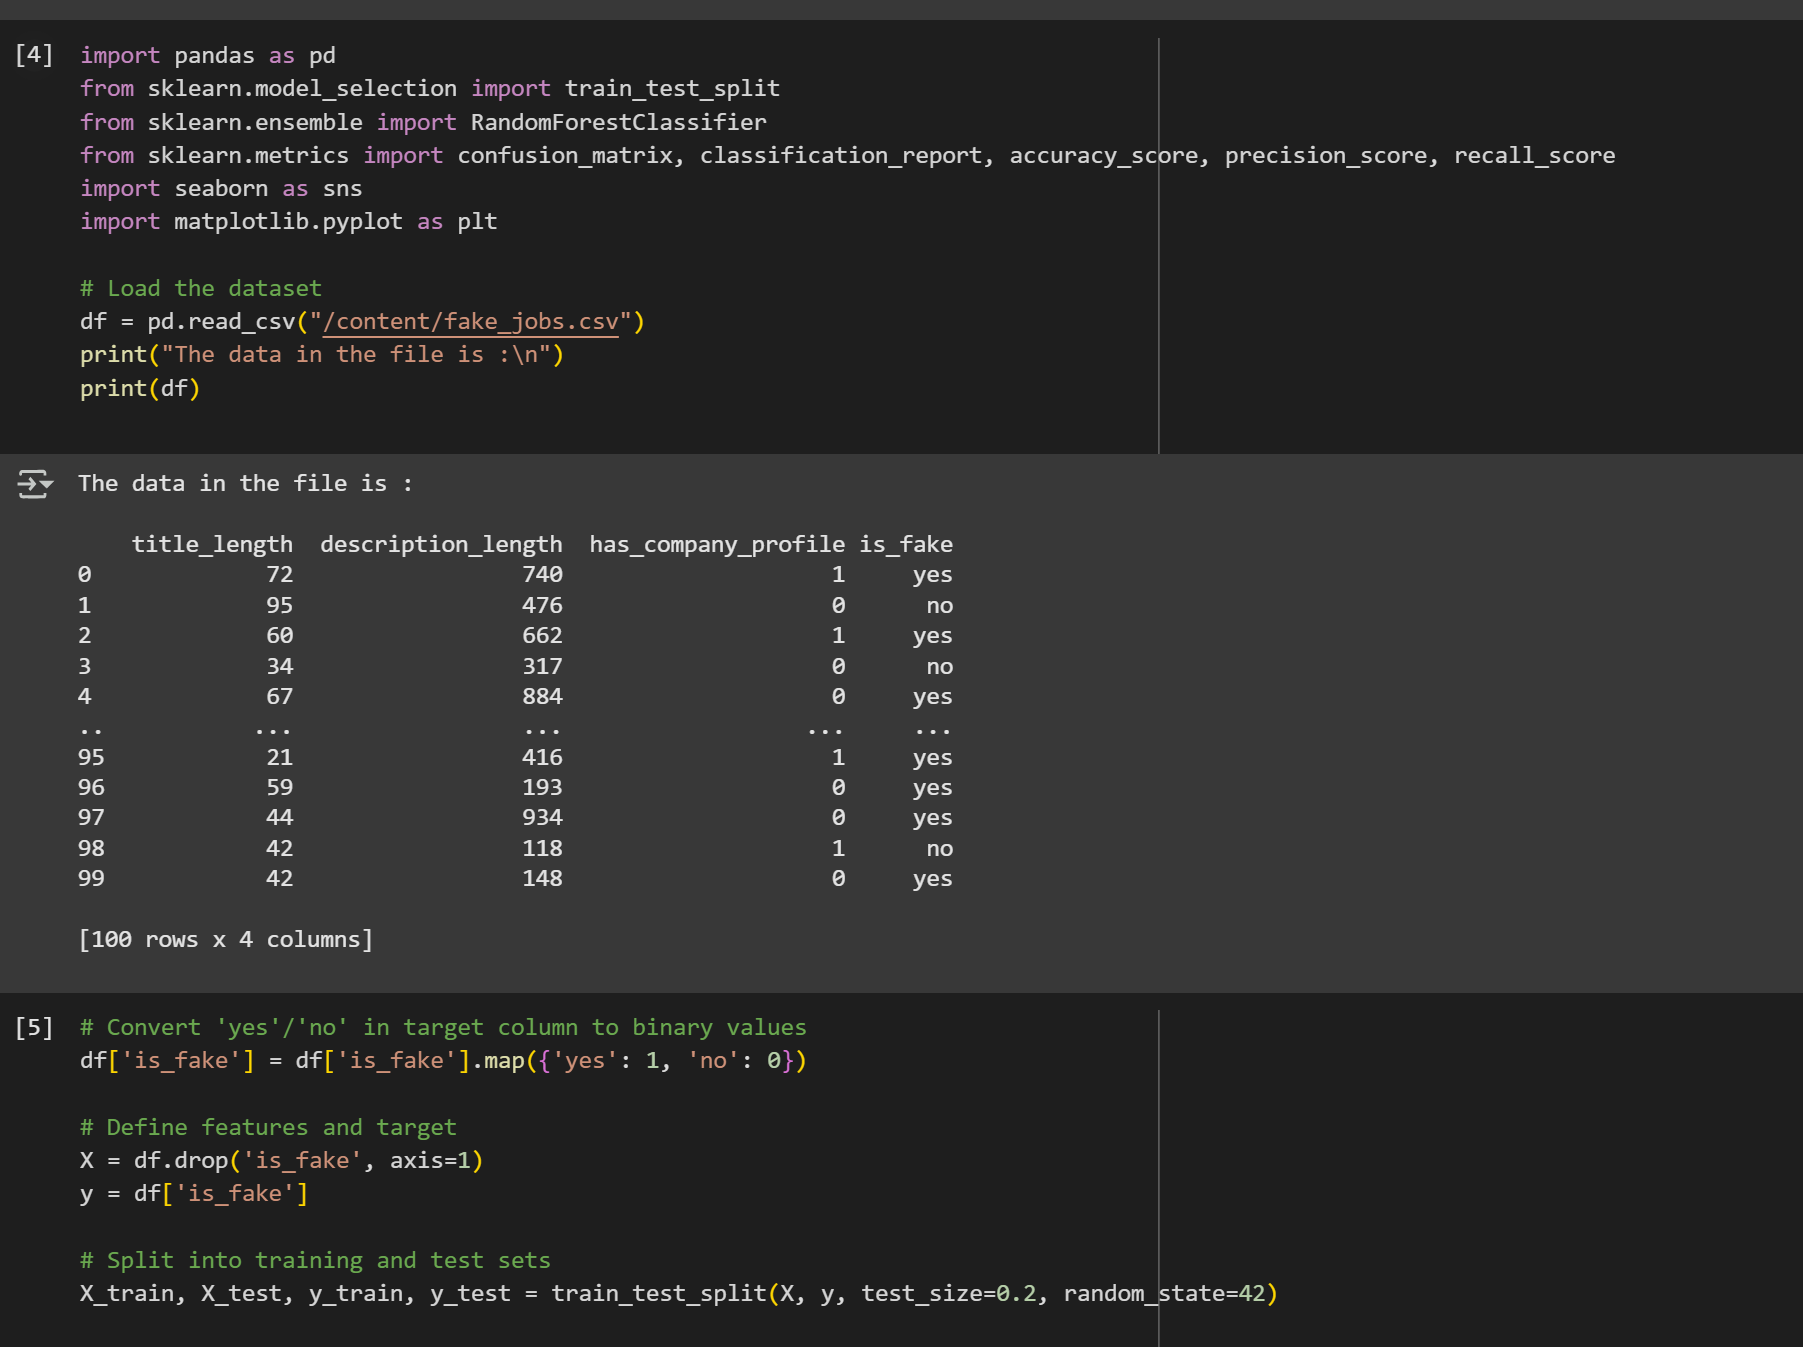 [4] import pandas as pd
from sklearn.model_selection import train_test_split
from sklearn.ensemble import RandomForestClassifier
from sklearn.metrics import confusion_matrix, classification_report, accuracy_score, precision_score, recall_score
import seaborn as sns
import matplotlib.pyplot as plt
# Load the dataset
df = pd.read_csv("/content/fake_jobs.csv")
print("The data in the file is :\n")
print(df)
The data in the file is :
title_length description_length has_company_profile is_fake
0 72 740 1 yes
1 95 476 0 no
2 60 662 1 yes
3 34 317 0 no
4 67 884 0 yes
.. ... ... ... ...
95 21 416 1 yes
96 59 193 0 yes
97 44 934 0 yes
98 42 118 1 no
99 42 148 0 yes
[100 rows x 4 columns]
[5] # Convert 'yes'/'no' in target column to binary values
df['is_fake'] = df['is_fake'].map({'yes': 1, 'no': 0})
# Define features and target
X = df.drop('is_fake', axis=1)
y = df['is_fake']
# Split into training and test sets
X_train, X_test, y_train, y_test = train_test_split(X, y, test_size=0.2, random_state=42)